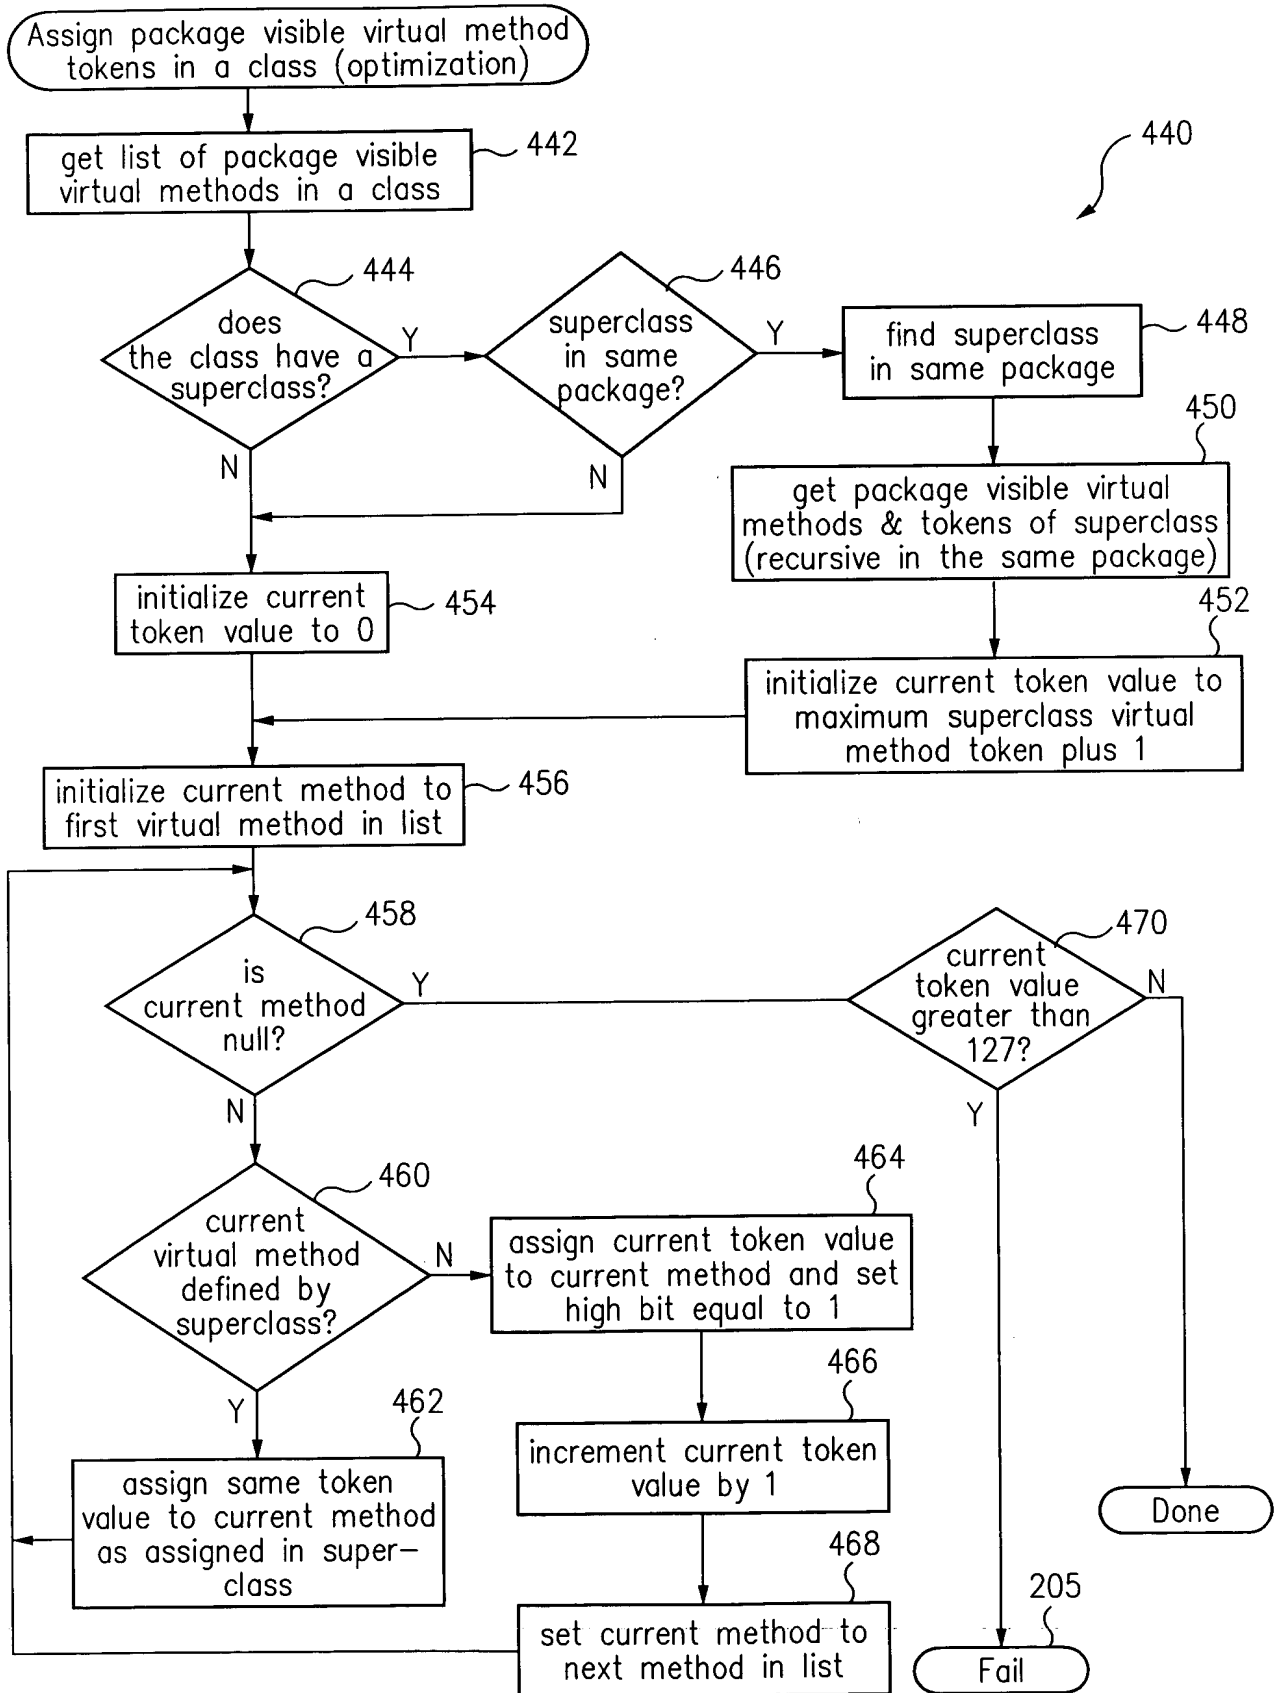 Assign package visible virtual method
tokens in a class (optimization)
440
get list of package visible
virtual methods in a class
442
444
does
the class have a
superclass?
Y
N
446
superclass
in same
package?
Y
N
find superclass
in same package
448
450
get package visible virtual
methods & tokens of superclass
(recursive in the same package)
452
initialize current token value to
maximum superclass virtual
method token plus 1
initialize current
token value to 0
454
initialize current method to
first virtual method in list
456
458
is
current method
null?
Y
N
470
current
token value
greater than
127?
N
Y
460
current
virtual method
defined by
superclass?
N
Y
464
assign current token value
to current method and set
high bit equal to 1
462
assign same token
value to current method
as assigned in super-
class
466
increment current token
value by 1
468
set current method to
next method in list
Done
205
Fail